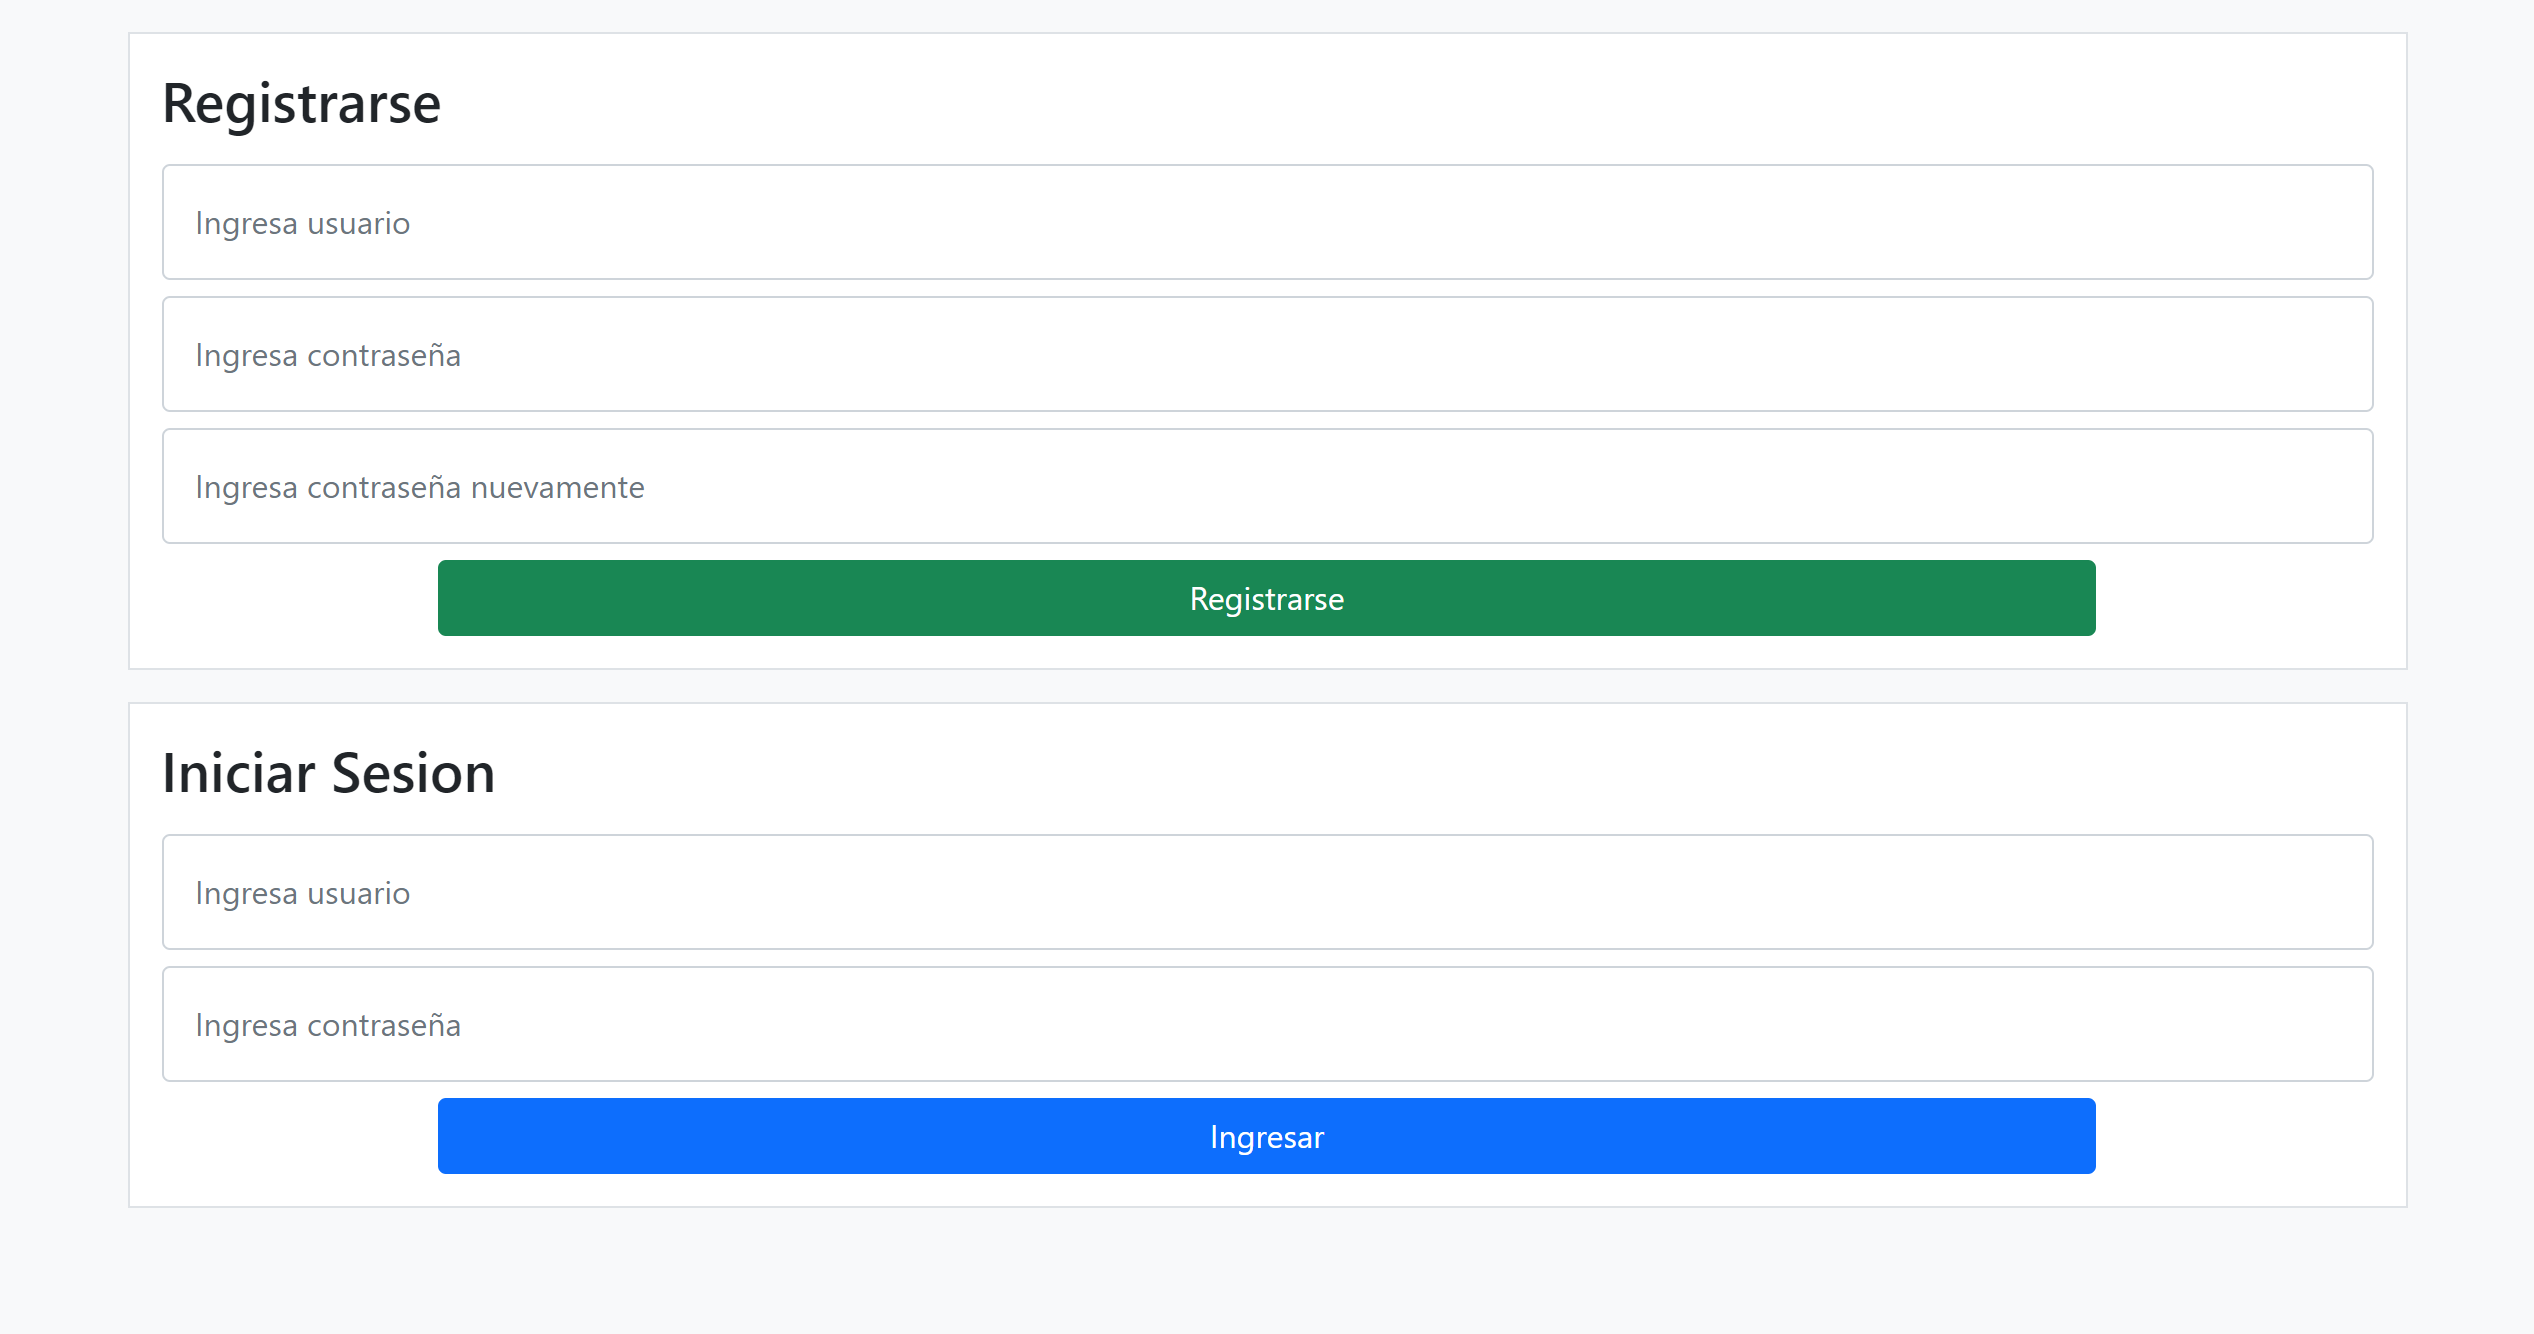 Registrarse
Ingresa usuario
Ingresa contraseña
Ingresa contraseña nuevamente
Registrarse
Iniciar Sesion
Ingresa usuario
Ingresa contraseña
Ingresar